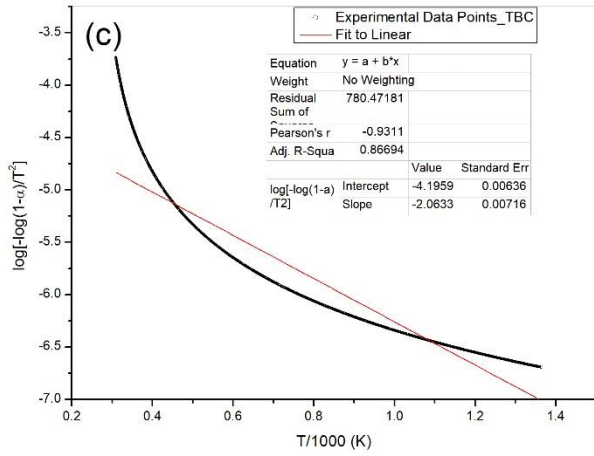 (c)
Experimental Data Points_TBC
Fit to Linear
Equation y = a + b*x
Weight No Weighting
Residual 780.47181
Sum of
Pearson's r -0.9311
Adj. R-Squa 0.86694
Value Standard Err
log[-log(1-a) Intercept -4.1959 0.00636
/T2] Slope -2.0633 0.00716
log[-log(1-α)/T²]
-3.5
-4.0
-4.5
-5.0
-5.5
-6.0
-6.5
-7.0
0.2 0.4 0.6 0.8 1.0 1.2 1.4
T/1000 (K)